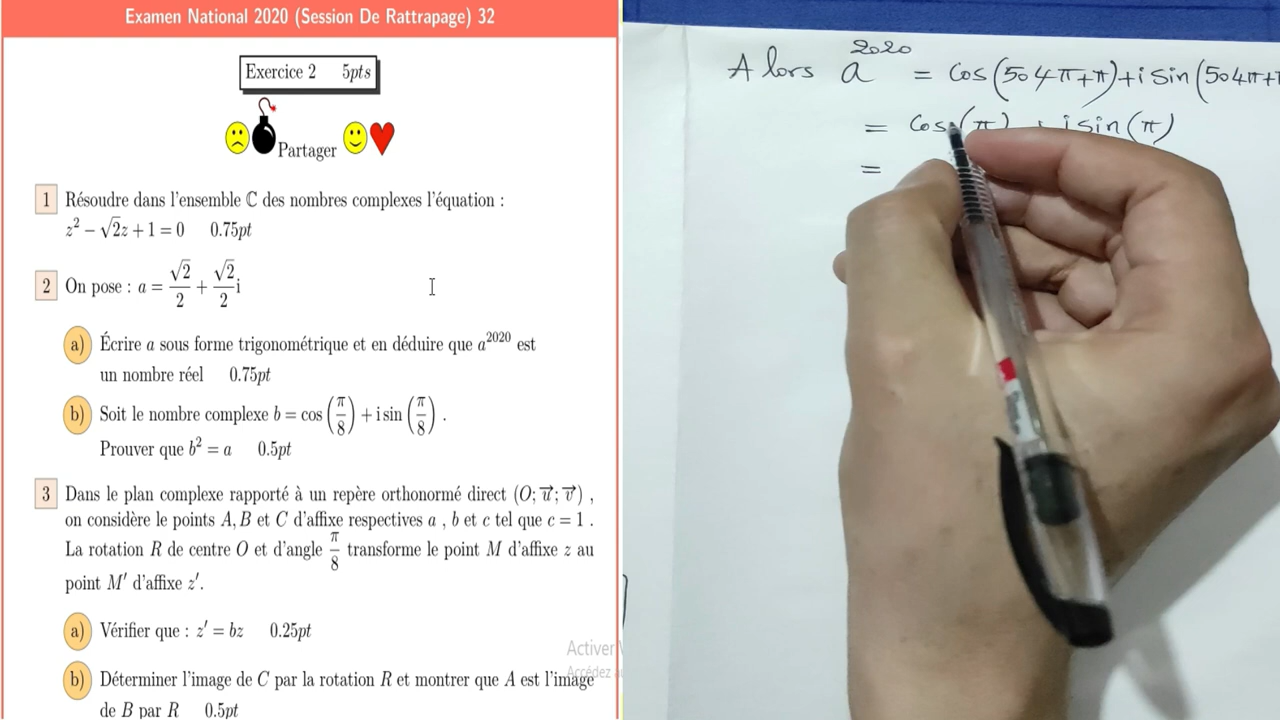 Examen National 2020 (Session De Rattrapage) 32
Exercice 2 5pts
Partager
1 Résoudre dans l'ensemble ℂ des nombres complexes l'équation :
z² − √2z + 1 = 0 0.75pt
2 On pose : a = √2/2 + √2/2 i
a) Écrire a sous forme trigonométrique et en déduire que a²⁰²⁰ est
un nombre réel 0.75pt
b) Soit le nombre complexe b = cos(π/8) + i sin(π/8) .
Prouver que b² = a 0.5pt
3 Dans le plan complexe rapporté à un repère orthonormé direct (O; u⃗; v⃗) ,
on considère le points A, B et C d'affixe respectives a , b et c tel que c = 1 .
La rotation R de centre O et d'angle π/8 transforme le point M d'affixe z au
point M′ d'affixe z′.
a) Vérifier que : z′ = bz 0.25pt
b) Déterminer l'image de C par la rotation R et montrer que A est l'image
de B par R 0.5pt
Activer
Accédez
Alors a²⁰²⁰ = cos(504π+π)+i sin(504π+π
= cos(π) + i sin(π)
=